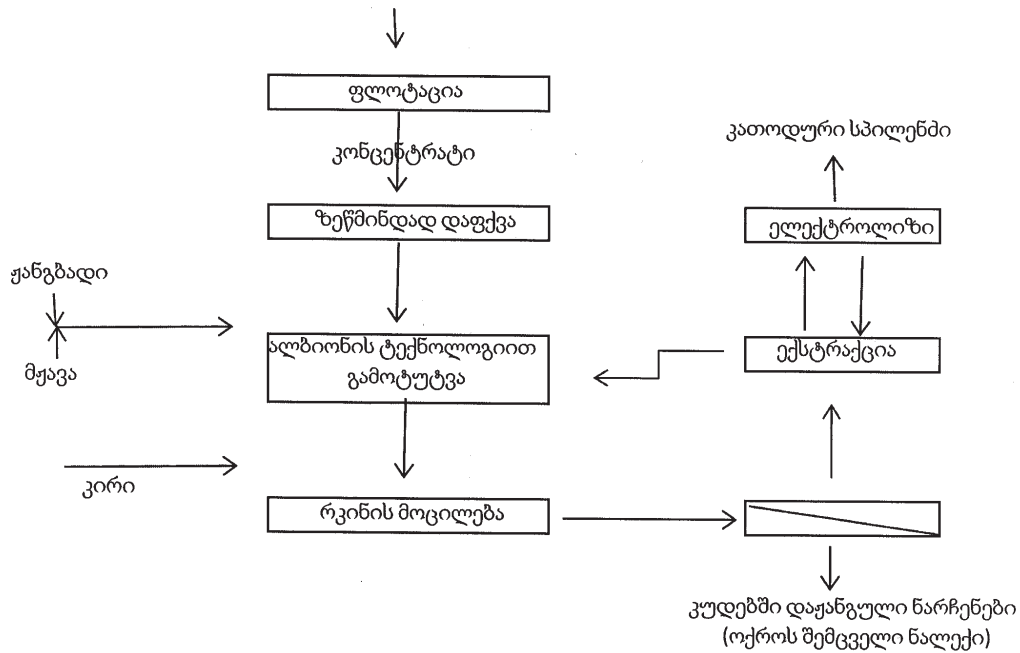 ფლოტაცია
კონცენტრატი
ზეწმინდად დაფქვა
ჟანგბადი
მჟავა
ალბიონის ტექნოლოგიით
გამოტუტვა
კირი
რკინის მოცილება
კათოდური სპილენძი
ელექტროლიზი
ექსტრაქცია
კუდებში დაჟანგული ნარჩენები
(ოქროს შემცველი ნალექი)